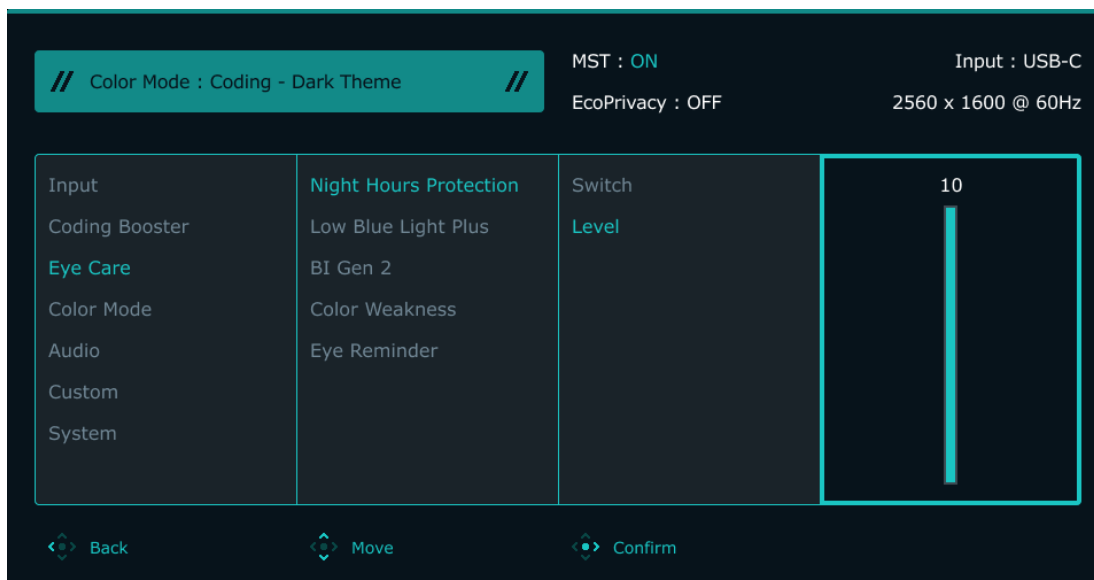 Color Mode : Coding - Dark Theme
MST : ON
Input : USB-C
EcoPrivacy : OFF
2560 x 1600 @ 60Hz
Input
Coding Booster
Eye Care
Color Mode
Audio
Custom
System
Night Hours Protection
Low Blue Light Plus
BI Gen 2
Color Weakness
Eye Reminder
Switch
Level
10
Back
Move
Confirm